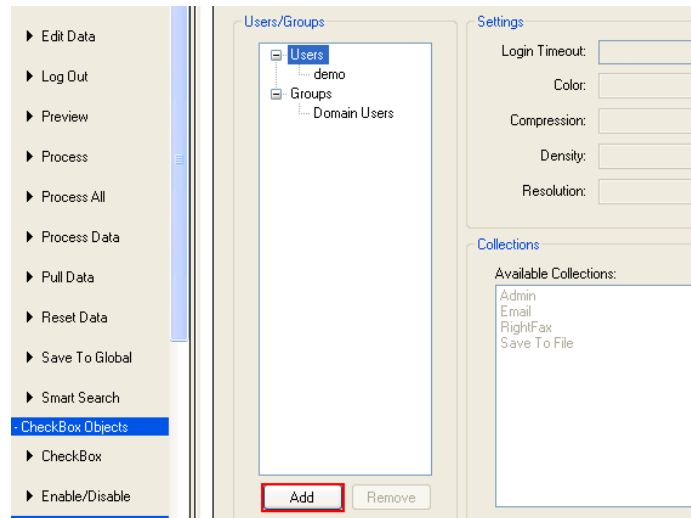 Edit Data
Log Out
Preview
Process
Process All
Process Data
Pull Data
Reset Data
Save To Global
Smart Search
- CheckBox Objects
CheckBox
Enable/Disable
Users/Groups
Users
demo
Groups
Domain Users
Add
Remove
Settings
Login Timeout:
Color:
Compression:
Density:
Resolution:
Collections
Available Collections:
Admin
Email
RightFax
Save To File